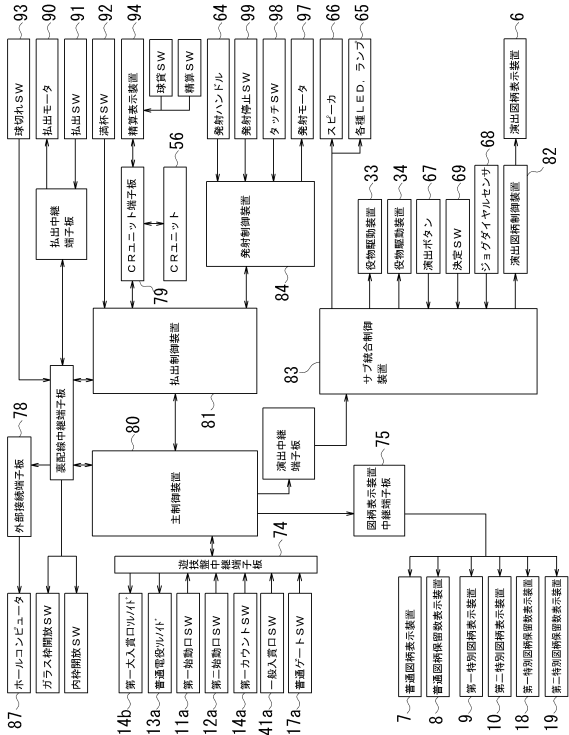 93
球切れSW
90
払出モータ
91
払出SW
92
満杯SW
94
精算表示装置
球貸SW
精算SW
64
発射ハンドル
99
発射停止SW
98
タッチSW
97
発射モータ
66
スピーカ
65
各種LED、ランプ
6
演出図柄表示装置
払出中継
端子板
CRユニット端子板
79
56
CRユニット
発射制御装置
84
33
役物駆動装置
34
役物駆動装置
67
演出ボタン
69
決定SW
68
ジョグダイヤルセンサ
82
演出図柄制御装置
払出制御装置
81
サブ統合制御
装置
83
78
外部接続端子板
裏配線中継端子板
主制御装置
80
演出中継
端子板
75
図柄表示装置
中継端子板
遊技盤中継端子板
74
ホールコンピュータ
87
ガラス枠開放SW
内枠開放SW
第一大入賞口ソレノイド
14b
普通電役ソレノイド
13a
第一始動口SW
11a
第二始動口SW
12a
第一カウントSW
14a
一般入賞口SW
41a
普通ゲートSW
17a
普通図柄表示装置
7
普通図柄保留数表示装置
8
第一特別図柄表示装置
9
第二特別図柄表示装置
10
第一特別図柄保留数表示装置
18
第二特別図柄保留数表示装置
19